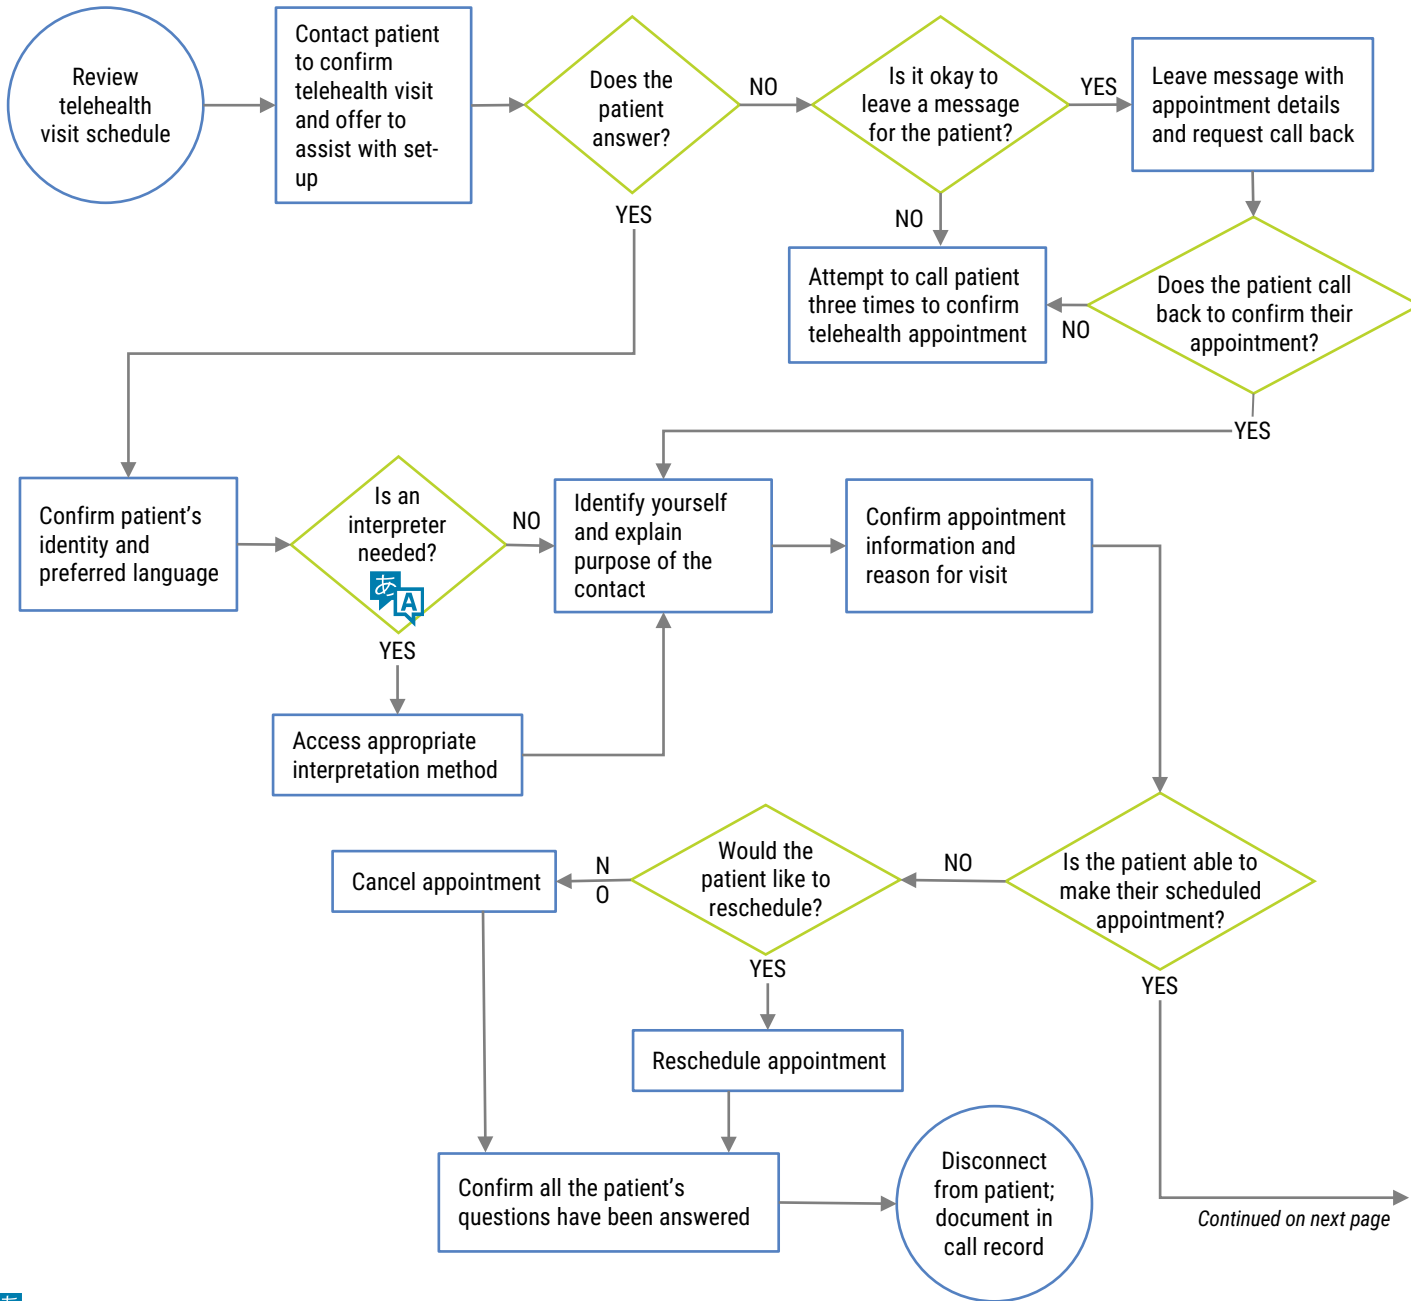 Review
telehealth
visit schedule
Contact patient
to confirm
telehealth visit
and offer to
assist with set-
up
Does the
patient
answer?
NO
Is it okay to
leave a message
for the patient?
YES
Leave message with
appointment details
and request call back
YES
NO
Attempt to call patient
three times to confirm
telehealth appointment
NO
Does the patient call
back to confirm their
appointment?
YES
Confirm patient’s
identity and
preferred language
Is an
interpreter
needed?
あ
A
NO
YES
Identify yourself
and explain
purpose of the
contact
Confirm appointment
information and
reason for visit
Access appropriate
interpretation method
Cancel appointment
N
O
Would the
patient like to
reschedule?
NO
Is the patient able to
make their scheduled
appointment?
YES
YES
Reschedule appointment
Confirm all the patient’s
questions have been answered
Disconnect
from patient;
document in
call record
Continued on next page